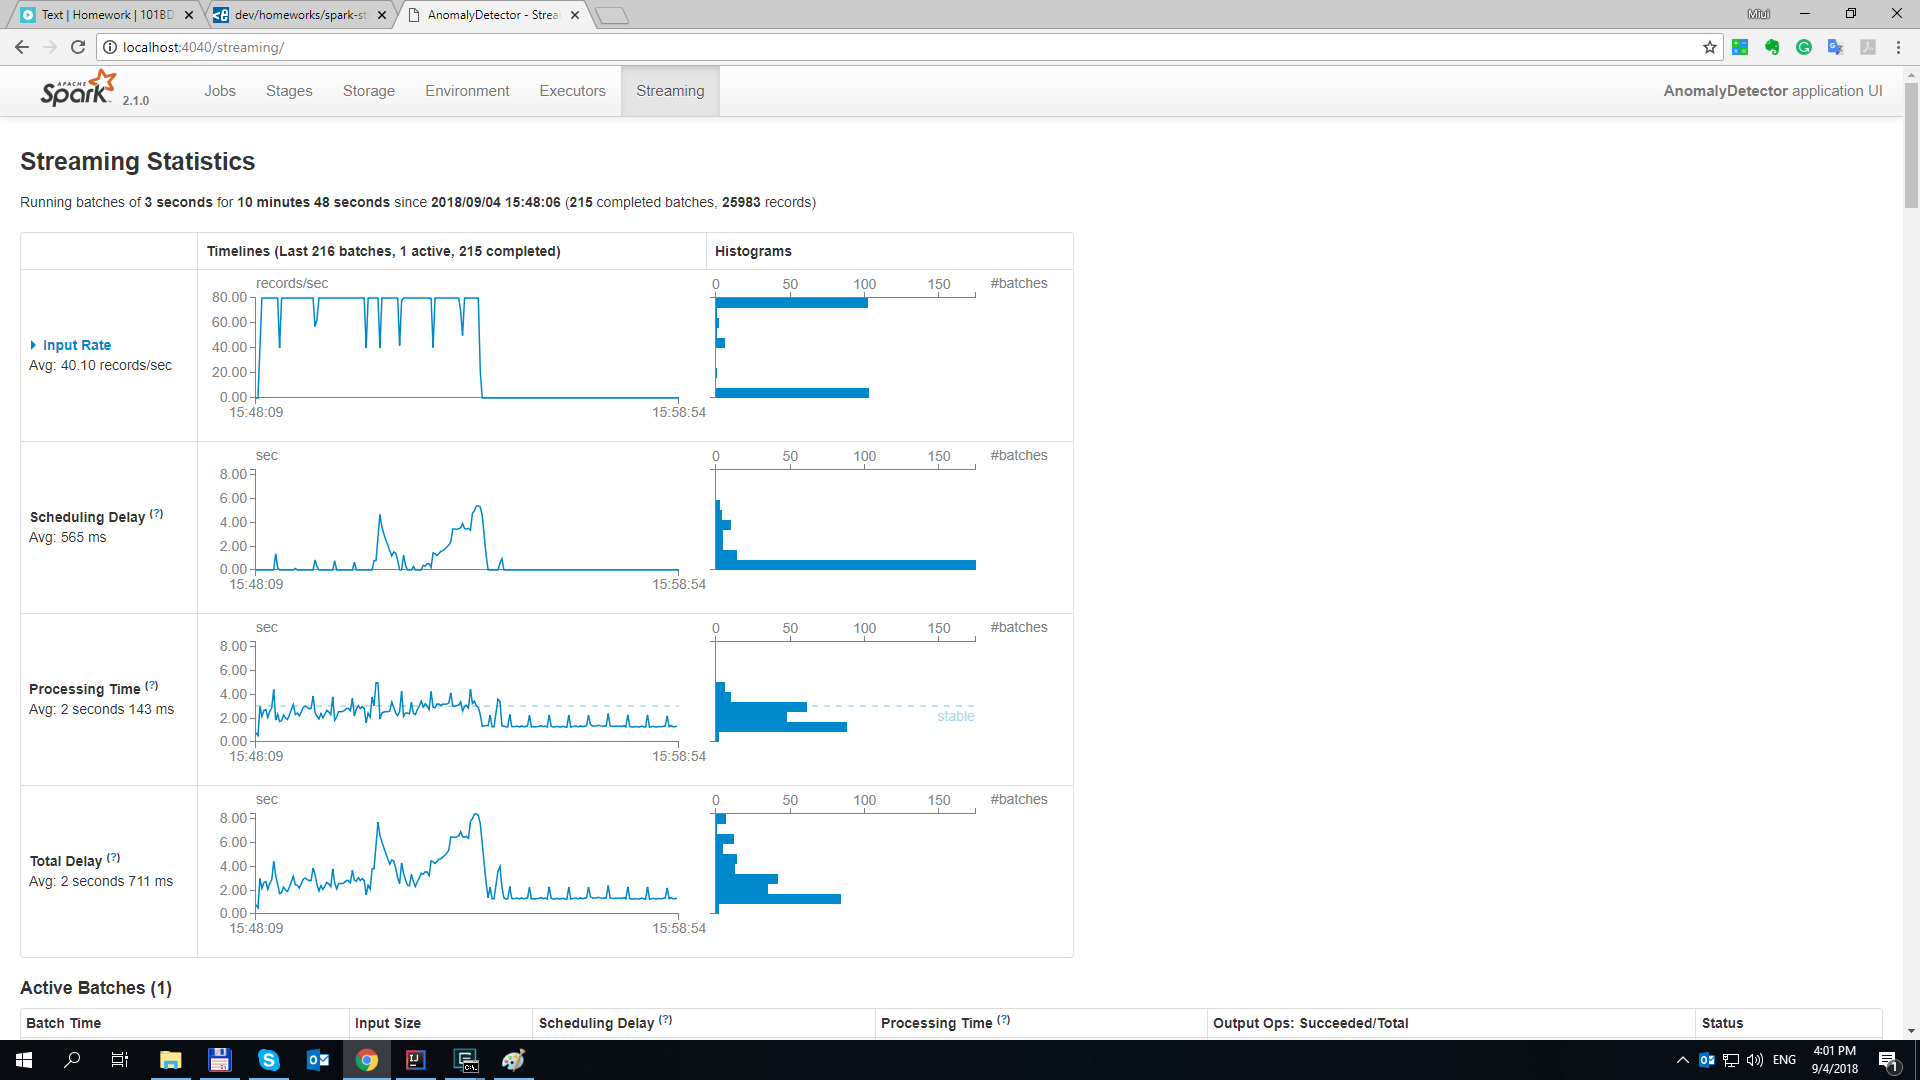 Text | Homework | 101BD
dev/homeworks/spark-st
AnomalyDetector - Strea
Miui
localhost:4040/streaming/
APACHE Spark 2.1.0
Jobs
Stages
Storage
Environment
Executors
Streaming
AnomalyDetector application UI
Streaming Statistics
Running batches of 3 seconds for 10 minutes 48 seconds since 2018/09/04 15:48:06 (215 completed batches, 25983 records)
Timelines (Last 216 batches, 1 active, 215 completed)
Histograms
Input Rate
Avg: 40.10 records/sec
records/sec
80.00
60.00
40.00
20.00
0.00
15:48:09
15:58:54
0
50
100
150
#batches
Scheduling Delay (?)
Avg: 565 ms
sec
8.00
6.00
4.00
2.00
0.00
15:48:09
15:58:54
0
50
100
150
#batches
Processing Time (?)
Avg: 2 seconds 143 ms
sec
8.00
6.00
4.00
2.00
0.00
15:48:09
15:58:54
0
50
100
150
#batches
stable
Total Delay (?)
Avg: 2 seconds 711 ms
sec
8.00
6.00
4.00
2.00
0.00
15:48:09
15:58:54
0
50
100
150
#batches
Active Batches (1)
Batch Time
Input Size
Scheduling Delay (?)
Processing Time (?)
Output Ops: Succeeded/Total
Status
ENG
4:01 PM
9/4/2018
1